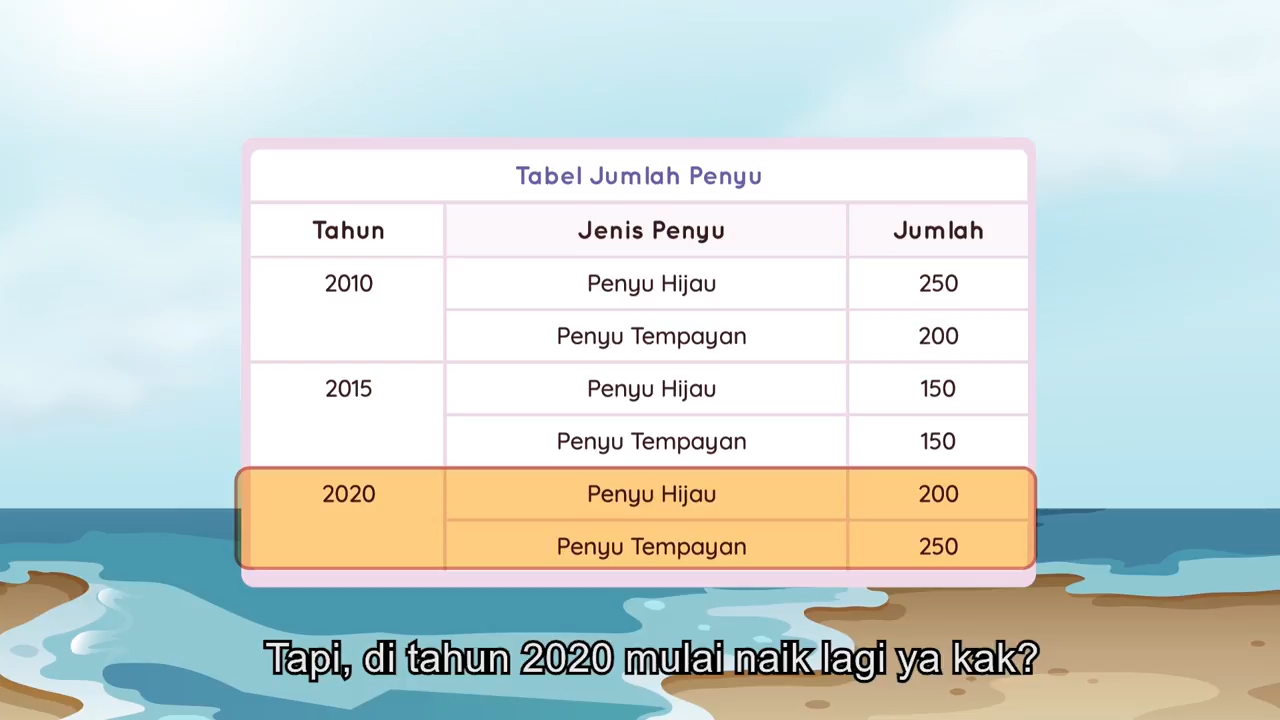 Tabel Jumlah Penyu
Tahun Jenis Penyu Jumlah
2010 Penyu Hijau 250
Penyu Tempayan 200
2015 Penyu Hijau 150
Penyu Tempayan 150
2020 Penyu Hijau 200
Penyu Tempayan 250
Tapi, di tahun 2020 mulai naik lagi ya kak?